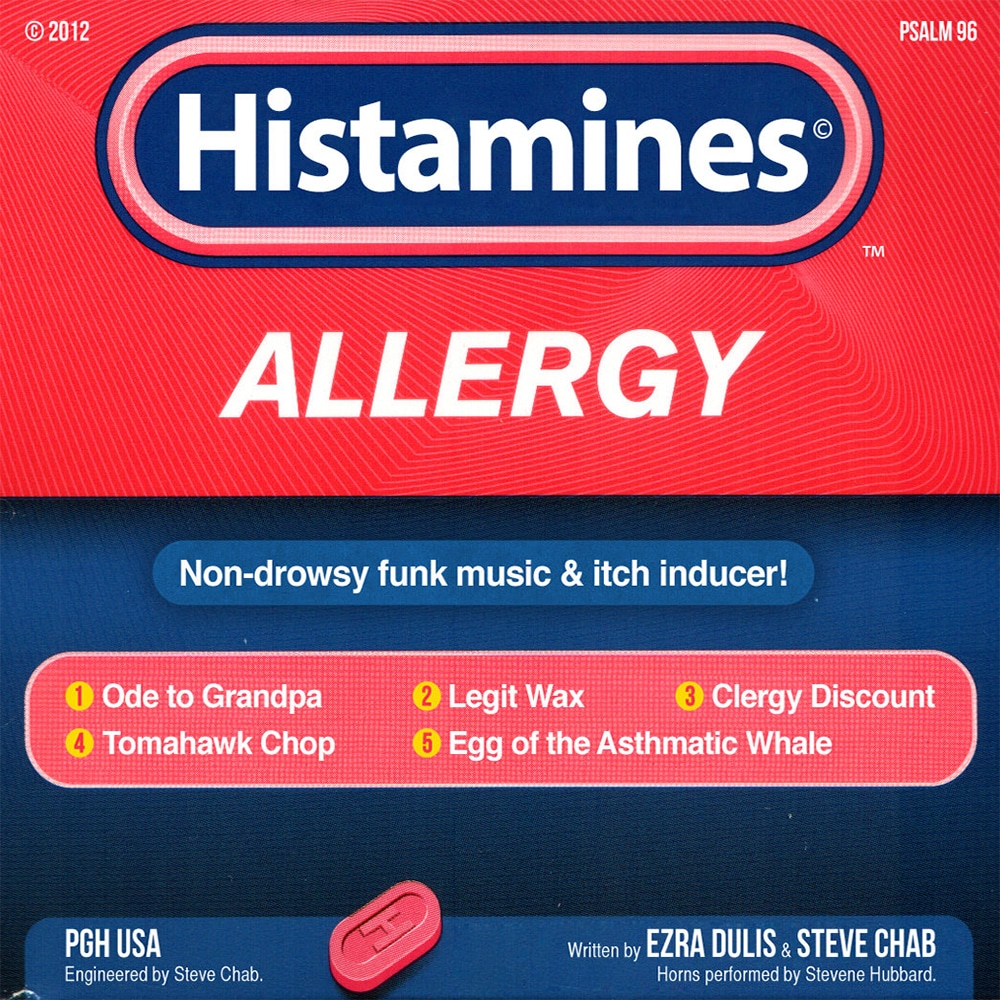 © 2012
PSALM 96
Histamines©
TM
ALLERGY
Non-drowsy funk music & itch inducer!
1 Ode to Grandpa 2 Legit Wax 3 Clergy Discount
4 Tomahawk Chop 5 Egg of the Asthmatic Whale
PGH USA
Engineered by Steve Chab.
Written by EZRA DULIS & STEVE CHAB
Horns performed by Stevene Hubbard.